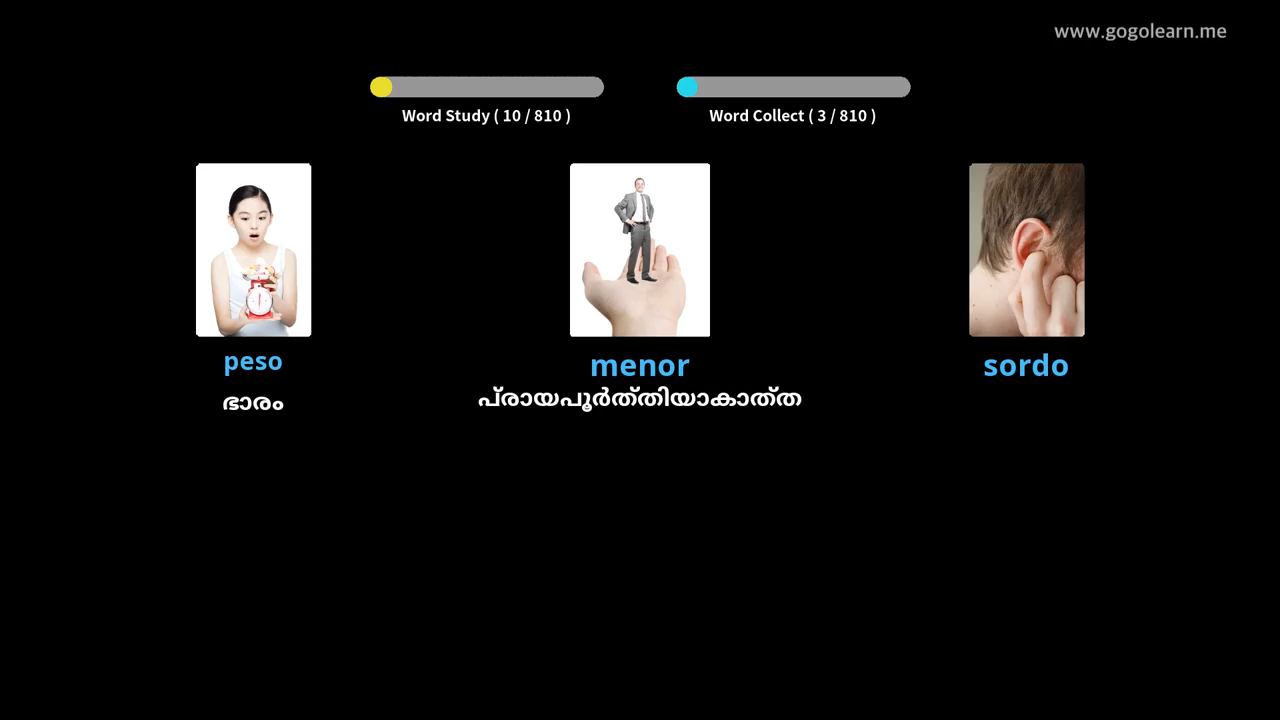 www.gogolearn.me
Word Study ( 10 / 810 )
Word Collect ( 3 / 810 )
peso
menor
sordo
ഭാരം
പ്രായപൂർത്തിയാകാത്ത